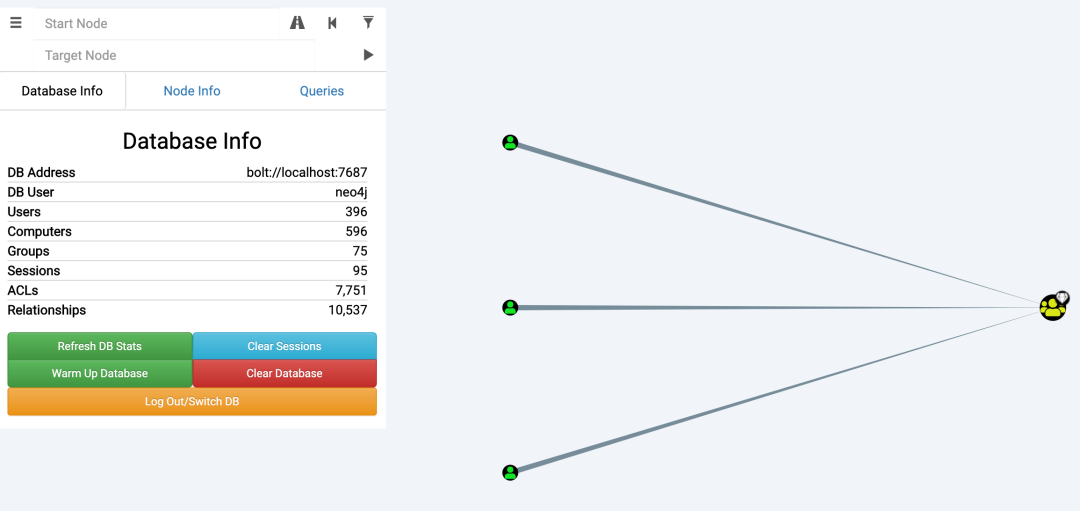 Start Node
Target Node
Database Info Node Info Queries
Database Info
DB Address bolt://localhost:7687
DB User neo4j
Users 396
Computers 596
Groups 75
Sessions 95
ACLs 7,751
Relationships 10,537
Refresh DB Stats Clear Sessions
Warm Up Database Clear Database
Log Out/Switch DB